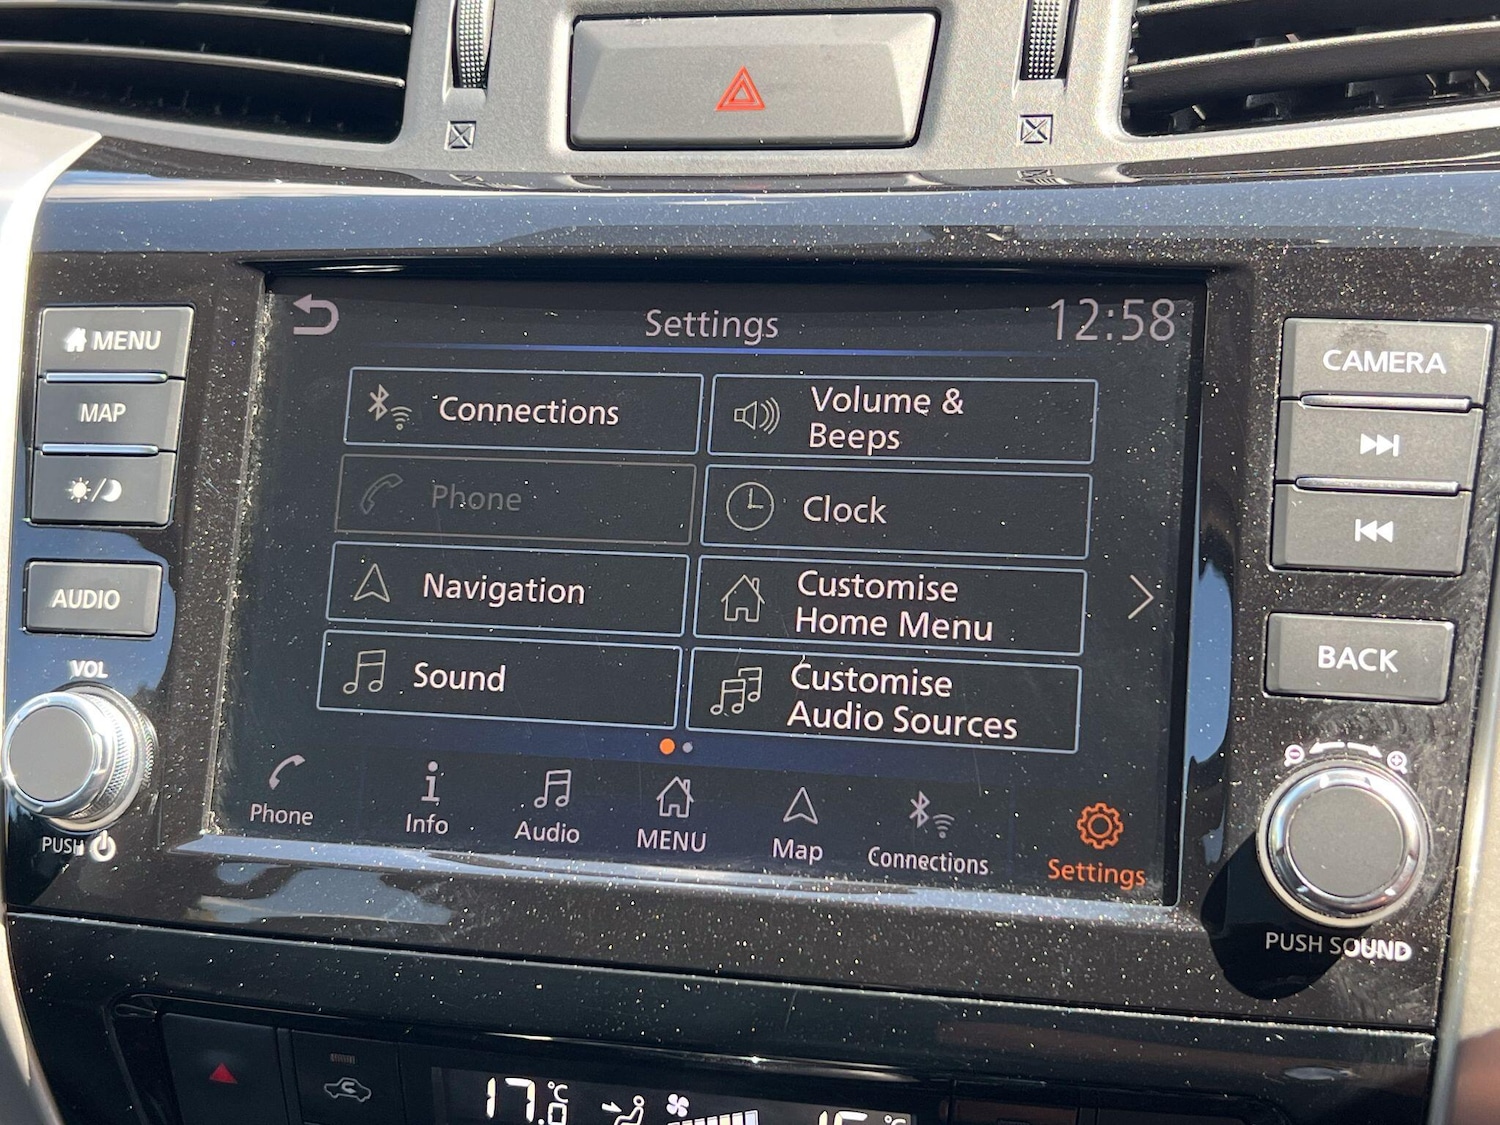 Settings
12:58
MENU
MAP
AUDIO
VOL
PUSH
Connections
Volume &
Beeps
Phone
Clock
Navigation
Customise
Home Menu
Sound
Customise
Audio Sources
Phone
Info
Audio
MENU
Map
Connections
Settings
CAMERA
BACK
PUSH SOUND
17.0°C